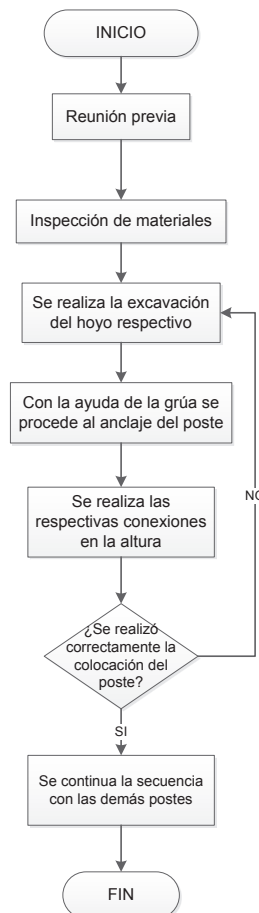 INICIO
Reunión previa
Inspección de materiales
Se realiza la excavación
del hoyo respectivo
Con la ayuda de la grúa se
procede al anclaje del poste
Se realiza las
respectivas conexiones
en la altura
¿Se realizó
correctamente la
colocación del
poste?
NO
SI
Se continua la secuencia
con las demás postes
FIN